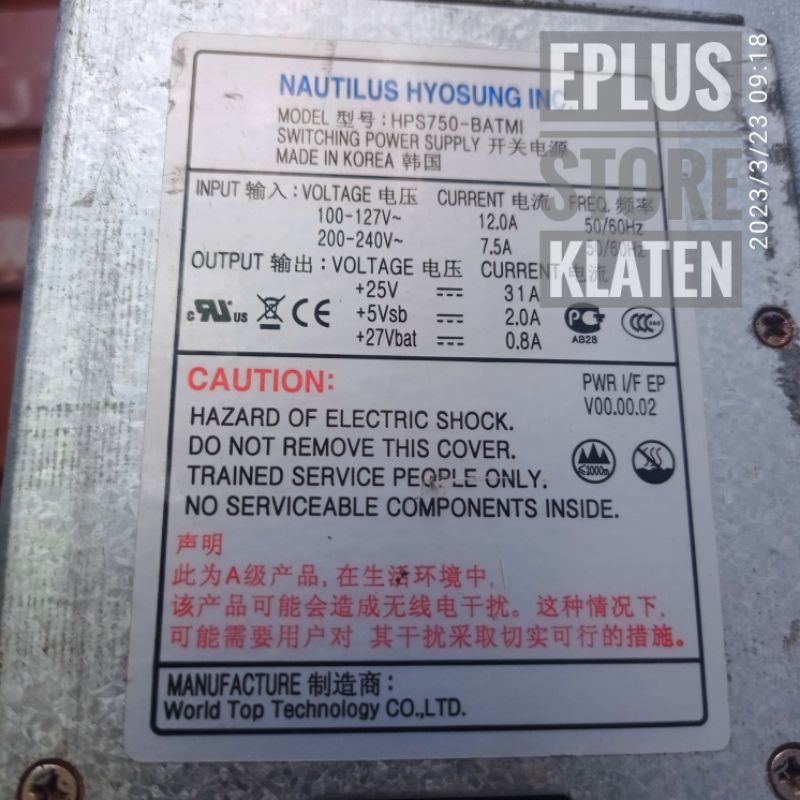 NAUTILUS HYOSUNG INC.
MODEL 型号 : HPS750-BATMI
SWITCHING POWER SUPPLY 开关电源
MADE IN KOREA 韩国
INPUT 输入 : VOLTAGE 电压 CURRENT 电流 FREQ. 频率
100-127V~ 12.0A 50/60Hz
200-240V~ 7.5A 50/60Hz
OUTPUT 输出 : VOLTAGE 电压 CURRENT 电流
+25V 31A
+5Vsb 2.0A
+27Vbat 0.8A
c RU us CE PG AB28 CCC
CAUTION:
PWR I/F EP
V00.00.02
HAZARD OF ELECTRIC SHOCK.
DO NOT REMOVE THIS COVER.
TRAINED SERVICE PEOPLE ONLY.
NO SERVICEABLE COMPONENTS INSIDE.
≤2000m
声明
此为A级产品, 在生活环境中,
该产品可能会造成无线电干扰。这种情况下,
可能需要用户对 其干扰采取切实可行的措施。
MANUFACTURE 制造商 :
World Top Technology CO.,LTD.
EPLUS
STORE
KLATEN
2023/3/23 09:18